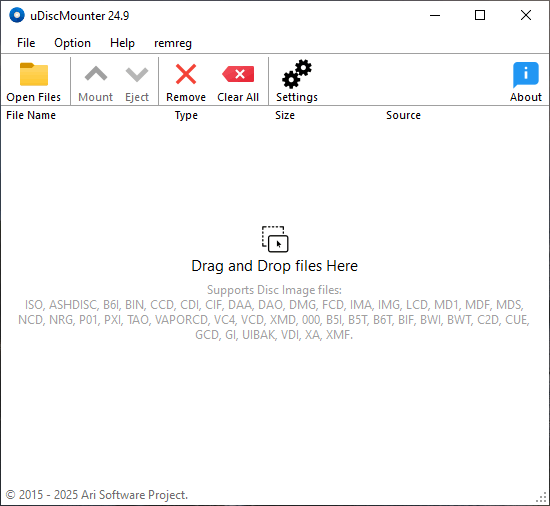 uDiscMounter 24.9
File Option Help remreg
Open Files Mount Eject Remove Clear All Settings About
File Name Type Size Source
Drag and Drop files Here
Supports Disc Image files:
ISO, ASHDISC, B6I, BIN, CCD, CDI, CIF, DAA, DAO, DMG, FCD, IMA, IMG, LCD, MD1, MDF, MDS,
NCD, NRG, P01, PXI, TAO, VAPORCD, VC4, VCD, XMD, 000, B5I, B5T, B6T, BIF, BWI, BWT, C2D, CUE,
GCD, GI, UIBAK, VDI, XA, XMF.
© 2015 - 2025 Ari Software Project.